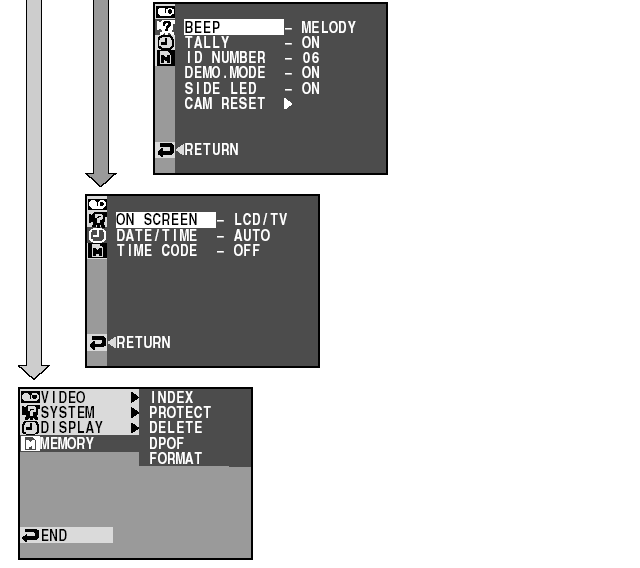 BEEP – MELODY
TALLY – ON
ID NUMBER – 06
DEMO.MODE – ON
SIDE LED – ON
CAM RESET ▶
◀RETURN
ON SCREEN – LCD/TV
DATE/TIME – AUTO
TIME CODE – OFF
◀RETURN
VIDEO ▶ INDEX
SYSTEM ▶ PROTECT
DISPLAY ▶ DELETE
MEMORY DPOF
FORMAT
END